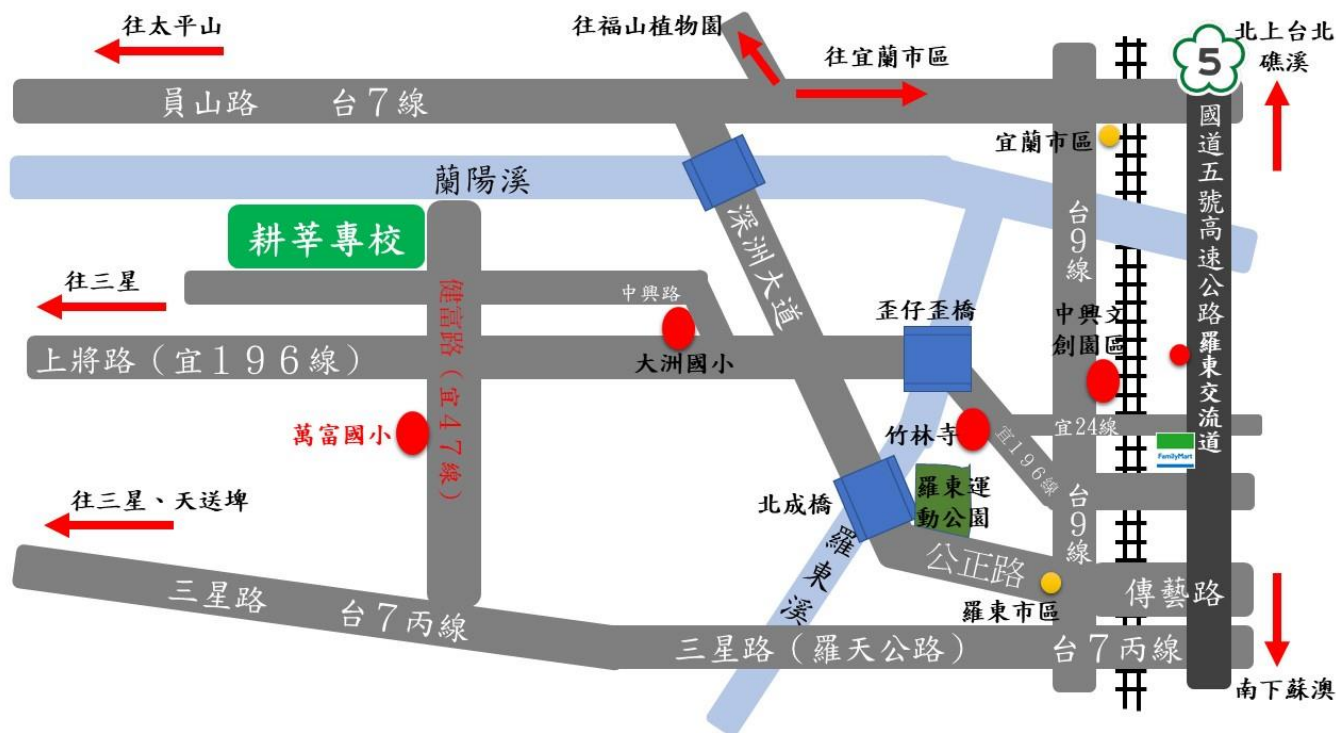 往太平山
往福山植物園
往宜蘭市區
北上台北
礁溪
5
員山路 台7線
宜蘭市區
國道五號高速公路羅東交流道
蘭陽溪
耕莘專校
深洲大道
台9線
往三星
健富路（宜47線）
中興路
歪仔歪橋
中興文
創園區
上將路（宜196線）
大洲國小
萬富國小
竹林寺
宜24線
宜196線
FamilyMart
往三星、天送埤
北成橋
羅東運
動公園
台9線
羅東溪
公正路
三星路 台7丙線
羅東市區
傳藝路
三星路（羅天公路） 台7丙線
南下蘇澳